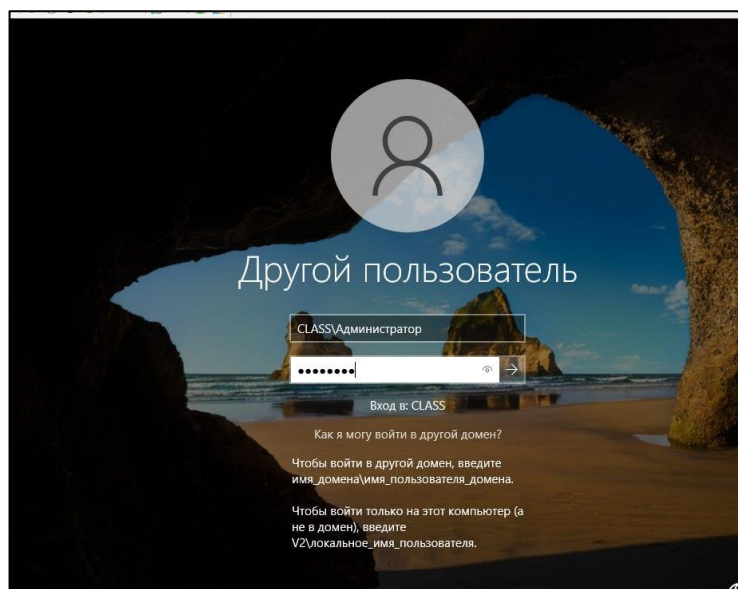 Другой пользователь
CLASS\Администратор
Вход в: CLASS
Как я могу войти в другой домен?
Чтобы войти в другой домен, введите
имя_домена\имя_пользователя_домена.
Чтобы войти только на этот компьютер (а
не в домен), введите
V2\локальное_имя_пользователя.